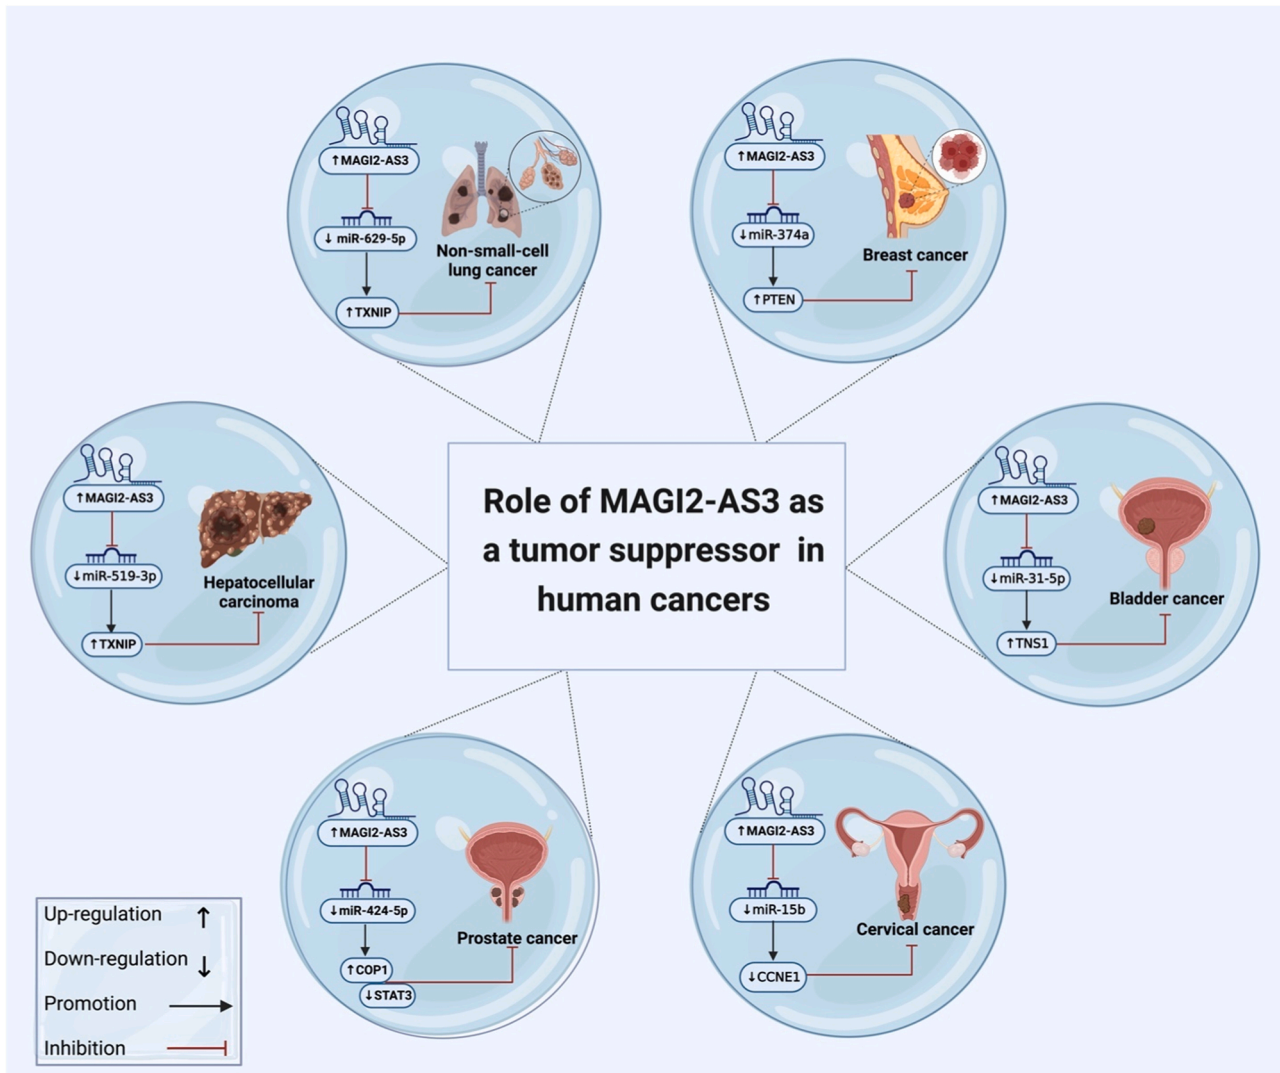 ↑MAGI2-AS3
↓ miR-629-5p
↑TXNIP
Non-small-cell
lung cancer
↑MAGI2-AS3
↓miR-374a
↑PTEN
Breast cancer
↑MAGI2-AS3
↓miR-519-3p
↑TXNIP
Hepatocellular
carcinoma
Role of MAGI2-AS3 as
a tumor suppressor in
human cancers
↑MAGI2-AS3
↓miR-31-5p
↑TNS1
Bladder cancer
↑MAGI2-AS3
↓miR-424-5p
↑COP1
↓STAT3
Prostate cancer
↑MAGI2-AS3
↓miR-15b
↓CCNE1
Cervical cancer
Up-regulation ↑
Down-regulation ↓
Promotion
Inhibition